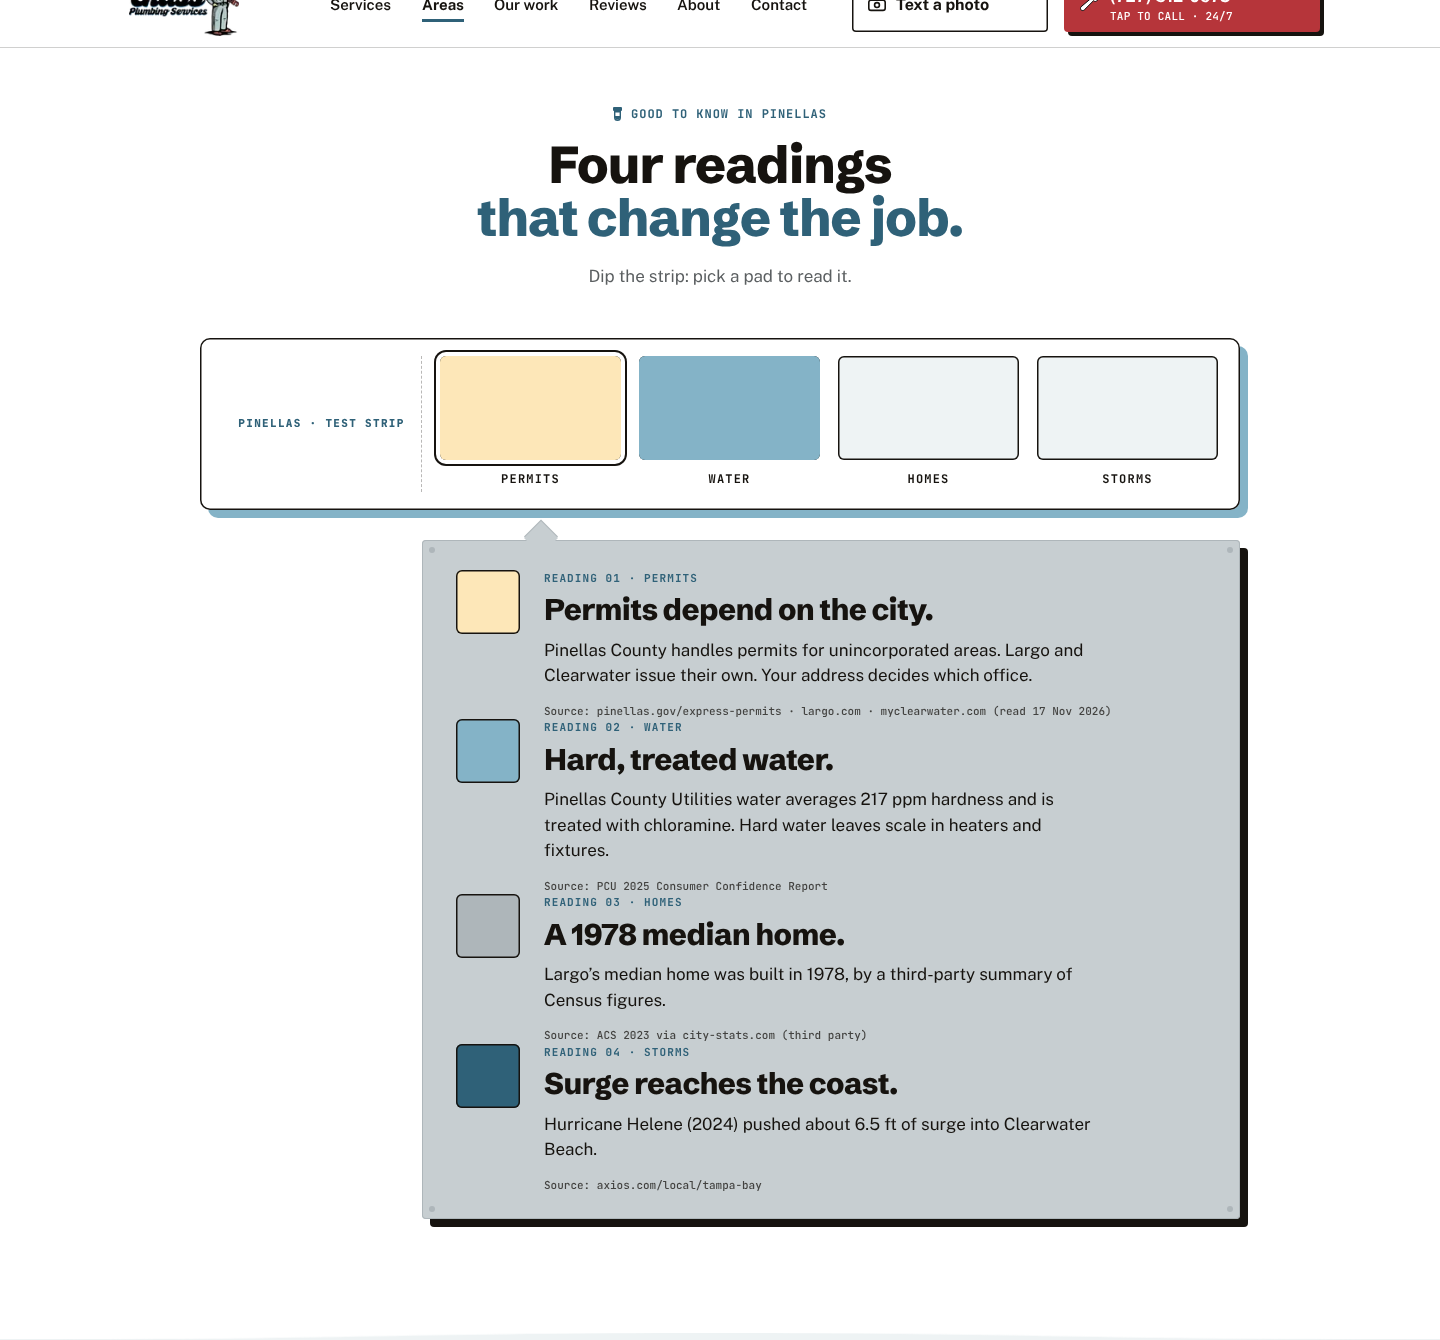 Plumbing Services
Services
Areas
Our work
Reviews
About
Contact
Text a photo
TAP TO CALL · 24/7
GOOD TO KNOW IN PINELLAS
Four readings
that change the job.
Dip the strip: pick a pad to read it.
PINELLAS · TEST STRIP
PERMITS
WATER
HOMES
STORMS
READING 01 · PERMITS
Permits depend on the city.
Pinellas County handles permits for unincorporated areas. Largo and
Clearwater issue their own. Your address decides which office.
Source: pinellas.gov/express-permits · largo.com · myclearwater.com (read 17 Nov 2026)
READING 02 · WATER
Hard, treated water.
Pinellas County Utilities water averages 217 ppm hardness and is
treated with chloramine. Hard water leaves scale in heaters and
fixtures.
Source: PCU 2025 Consumer Confidence Report
READING 03 · HOMES
A 1978 median home.
Largo’s median home was built in 1978, by a third-party summary of
Census figures.
Source: ACS 2023 via city-stats.com (third party)
READING 04 · STORMS
Surge reaches the coast.
Hurricane Helene (2024) pushed about 6.5 ft of surge into Clearwater
Beach.
Source: axios.com/local/tampa-bay